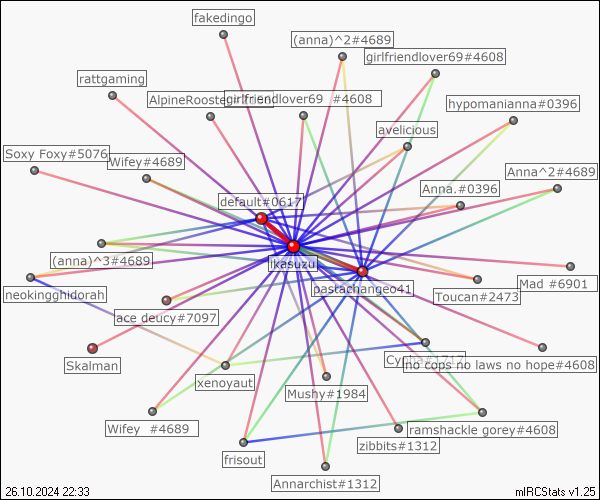 fakedingo
(anna)^2#4689
girlfriendlover69#4608
rattgaming
AlpineRooster
girlfriendlover69 #4608
hypomanianna#0396
avelicious
Soxy Foxy#5076
Wifey#4689
Anna^2#4689
Anna.#0396
default#0617
(anna)^3#4689
ikasuzu
pastachangeo41
neokingghidorah
Toucan#2473
Mad #6901
ace deucy#7097
Skalman
no cops no laws no hope#4608
xenoyaut
Mushy#1984
Wifey #4689
ramshackle gorey#4608
zibbits#1312
frisout
Annarchist#1312
26.10.2024 22:33
mIRCStats v1.25